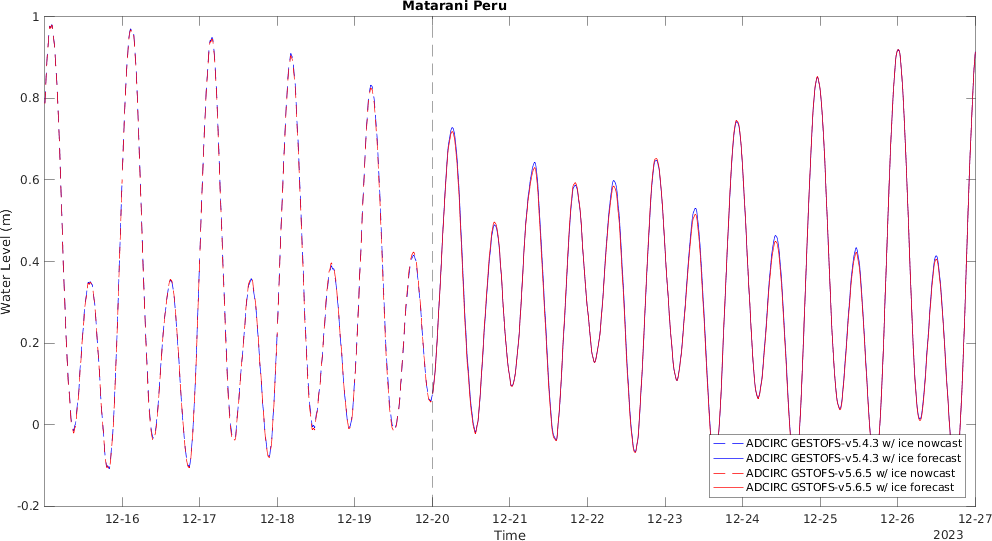 Matarani Peru
1
0.8
0.6
0.4
0.2
0
-0.2
Water Level (m)
ADCIRC GESTOFS-v5.4.3 w/ ice nowcast
ADCIRC GESTOFS-v5.4.3 w/ ice forecast
ADCIRC GSTOFS-v5.6.5 w/ ice nowcast
ADCIRC GSTOFS-v5.6.5 w/ ice forecast
12-16 12-17 12-18 12-19 12-20 12-21 12-22 12-23 12-24 12-25 12-26 12-27
Time
2023